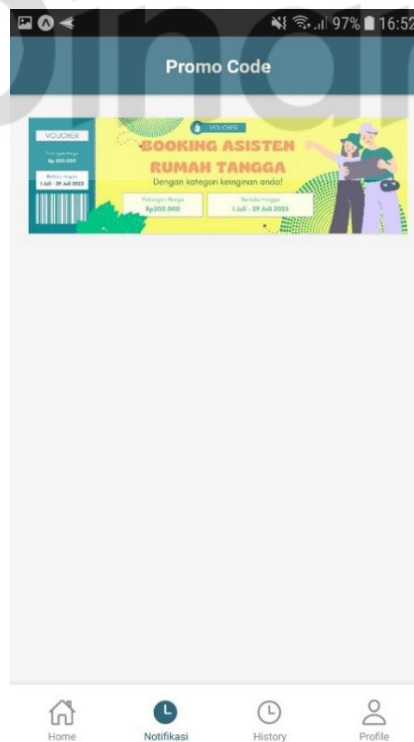 97% 16:52
Promo Code
VOUCHER
Potongan Harga
Rp 200.000
Berlaku hingga
1 Juli - 29 Juli 2023
VOUCHER
BOOKING ASISTEN
RUMAH TANGGA
Dengan kategori keinginan anda!
Potongan Harga
Rp200.000
Berlaku hingga
1 Juli - 29 Juli 2023
Home
Notifikasi
History
Profile